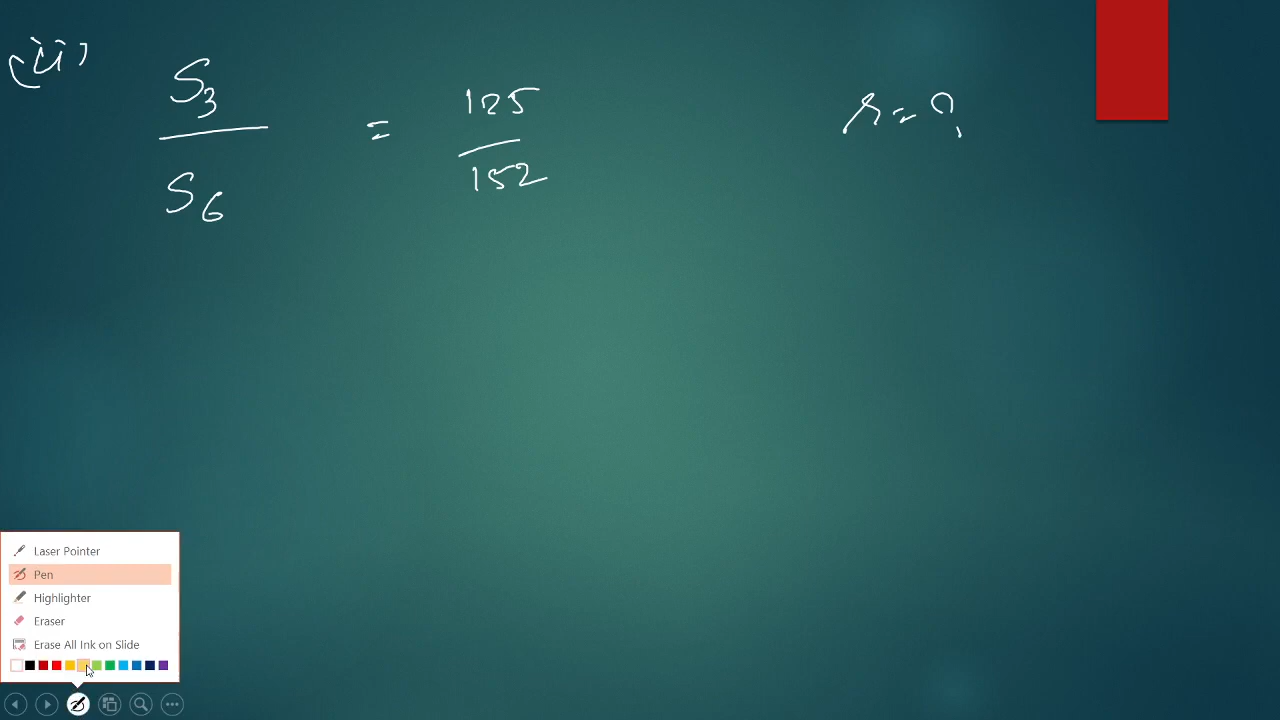 (ii)
S₃ / S₆ = 125 / 152
r = ?
Laser Pointer
Pen
Highlighter
Eraser
Erase All Ink on Slide